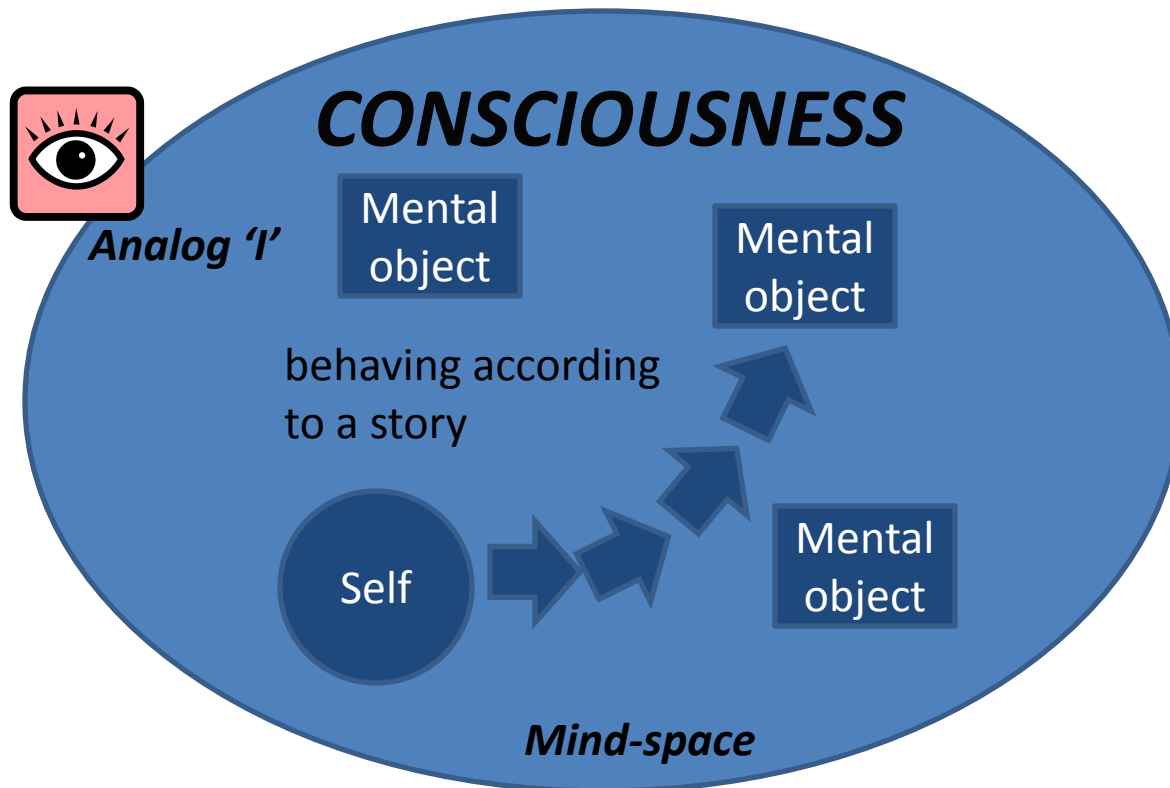 CONSCIOUSNESS
Analog ‘I’
Mental
object
Mental
object
behaving according
to a story
Self
Mental
object
Mind-space